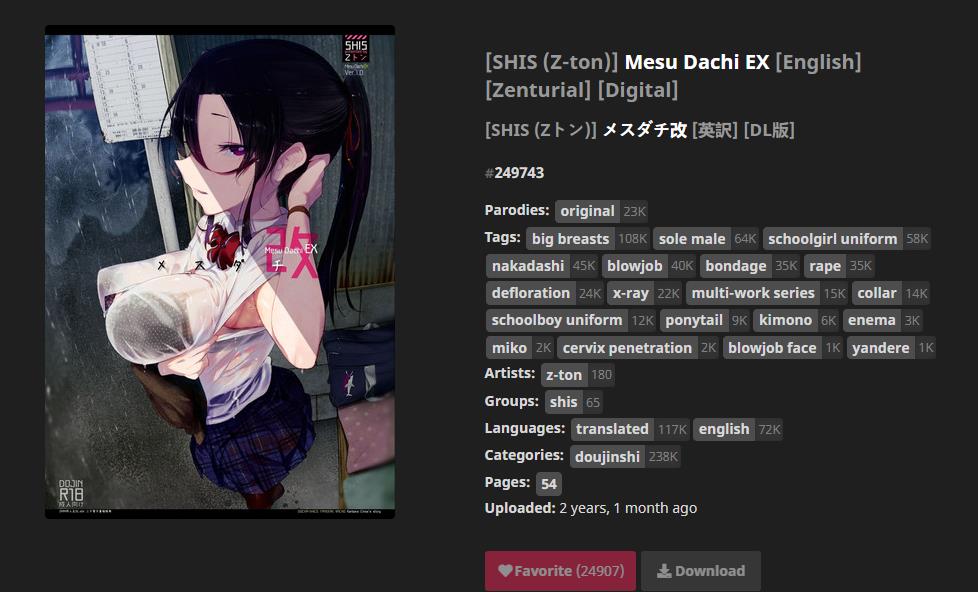 SHIS
Zトン
Mesu Dachi EX
Ver.1.0
メスダチ
改
Mesu Dachi EX
DOJIN
R18
成人向け
[SHIS (Z-ton)] Mesu Dachi EX [English]
[Zenturial] [Digital]
[SHIS (Zトン)] メスダチ改 [英訳] [DL版]
#249743
Parodies: original 23K
Tags: big breasts 108K sole male 64K schoolgirl uniform 58K
nakadashi 45K blowjob 40K bondage 35K rape 35K
defloration 24K x-ray 22K multi-work series 15K collar 14K
schoolboy uniform 12K ponytail 9K kimono 6K enema 3K
miko 2K cervix penetration 2K blowjob face 1K yandere 1K
Artists: z-ton 180
Groups: shis 65
Languages: translated 117K english 72K
Categories: doujinshi 238K
Pages: 54
Uploaded: 2 years, 1 month ago
Favorite (24907) Download